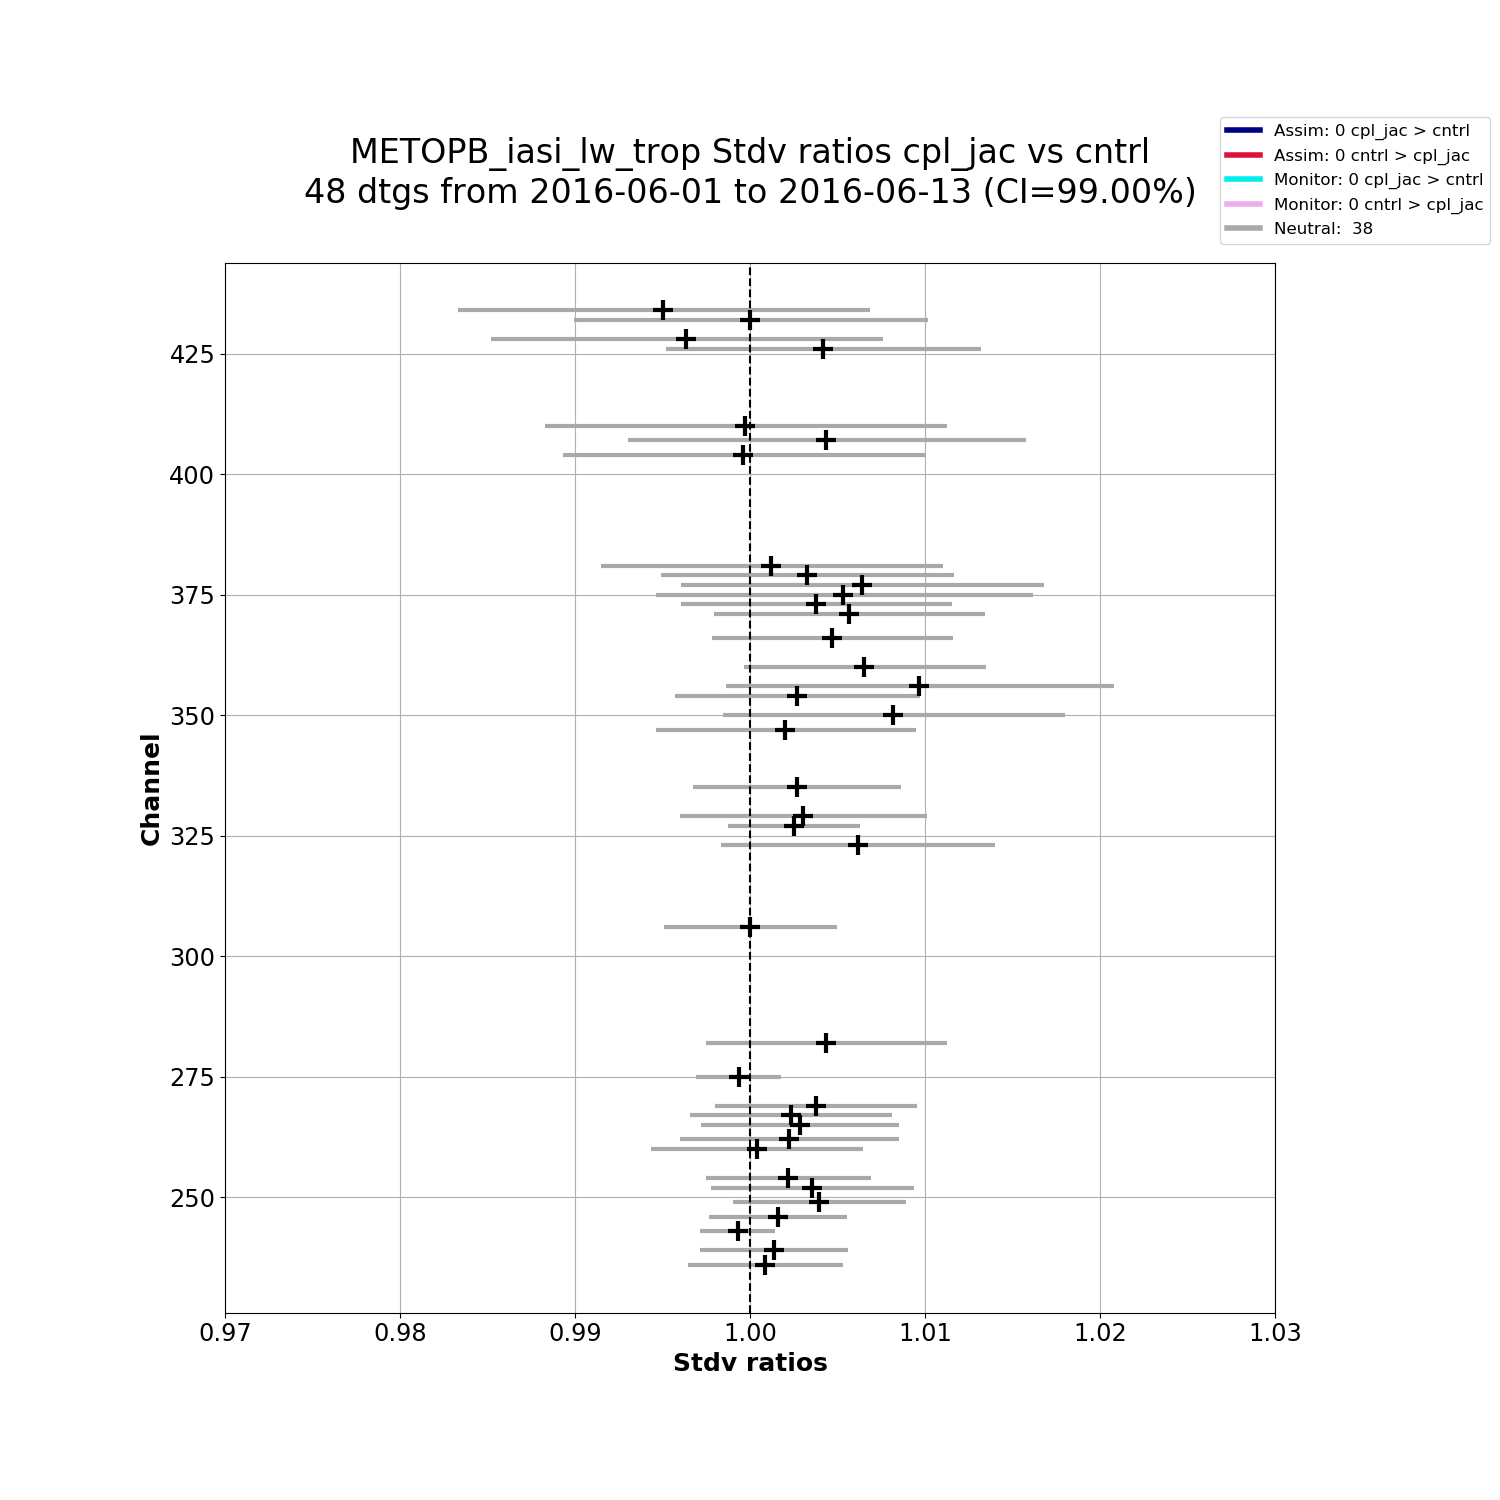 METOPB_iasi_lw_trop Stdv ratios cpl_jac vs cntrl
48 dtgs from 2016-06-01 to 2016-06-13 (CI=99.00%)
Assim: 0 cpl_jac > cntrl
Assim: 0 cntrl > cpl_jac
Monitor: 0 cpl_jac > cntrl
Monitor: 0 cntrl > cpl_jac
Neutral:  38
425
400
375
350
325
300
275
250
Channel
0.97 0.98 0.99 1.00 1.01 1.02 1.03
Stdv ratios